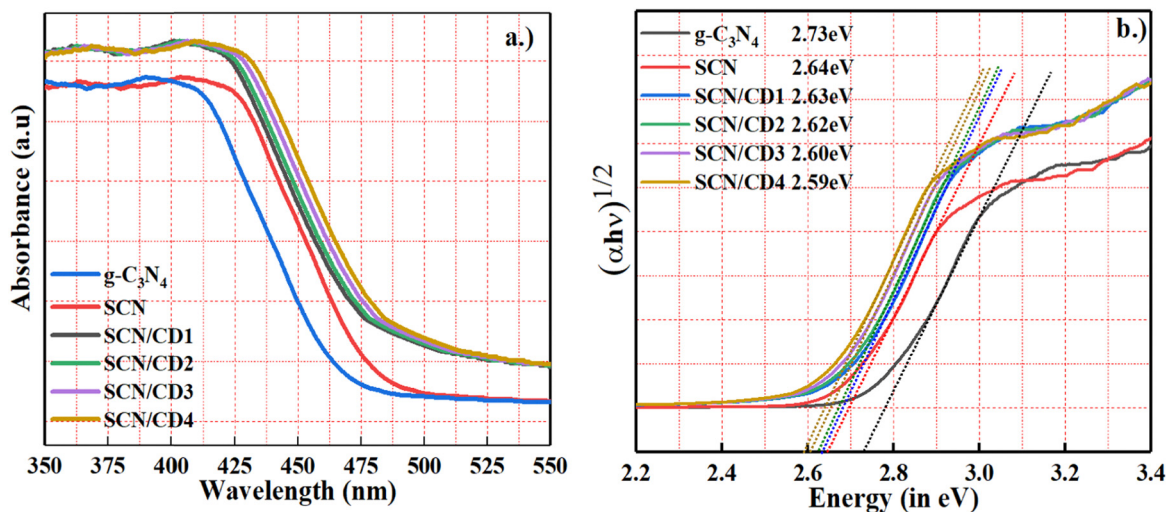 a.)
Absorbance (a.u)
g-C₃N₄
SCN
SCN/CD1
SCN/CD2
SCN/CD3
SCN/CD4
350 375 400 425 450 475 500 525 550
Wavelength (nm)
b.)
(αhν)^1/2
g-C₃N₄ 2.73eV
SCN 2.64eV
SCN/CD1 2.63eV
SCN/CD2 2.62eV
SCN/CD3 2.60eV
SCN/CD4 2.59eV
2.2 2.4 2.6 2.8 3.0 3.2 3.4
Energy (in eV)